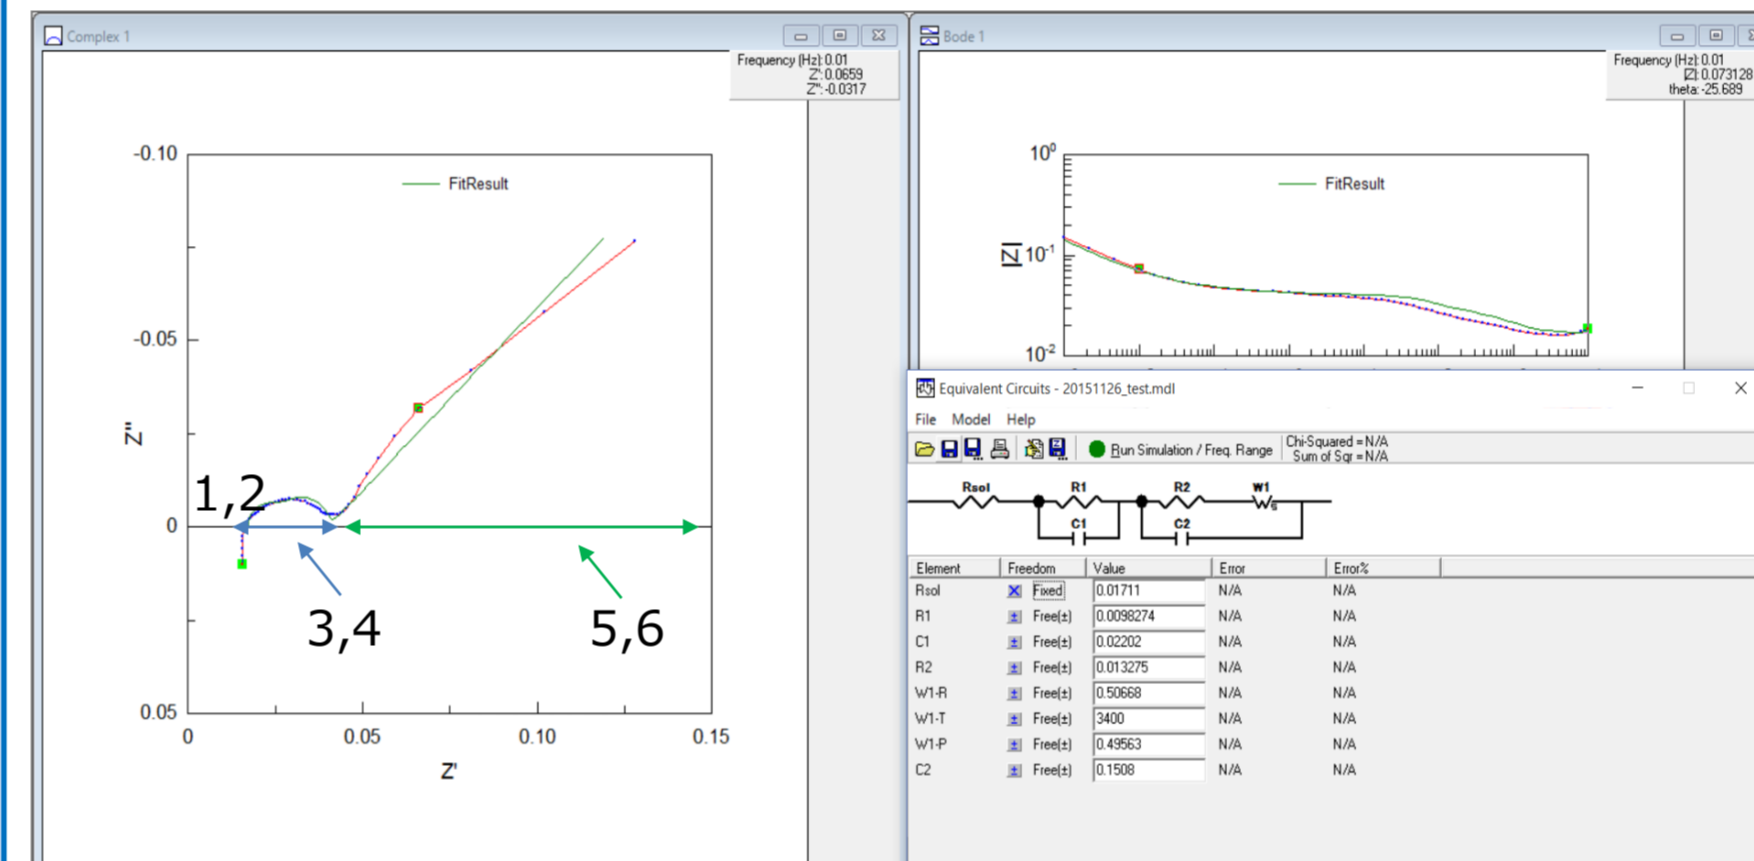 Complex 1
Frequency (Hz): 0.01
Z': 0.0659
Z'': -0.0317
-0.10
FitResult
-0.05
Z''
1,2
0
3,4
5,6
0.05
0
0.05
0.10
0.15
Z'
Bode 1
Frequency (Hz): 0.01
|Z|: 0.073128
theta: -25.689
10⁰
FitResult
|Z|
10⁻¹
10⁻²
Equivalent Circuits - 20151126_test.mdl
File Model Help
Run Simulation / Freq. Range
Chi-Squared = N/A
Sum of Sqr = N/A
Rsol R1 R2 W1
s
C1 C2
Element Freedom Value Error Error%
Rsol Fixed 0.01711 N/A N/A
R1 Free(±) 0.0098274 N/A N/A
C1 Free(±) 0.02202 N/A N/A
R2 Free(±) 0.013275 N/A N/A
W1-R Free(±) 0.50668 N/A N/A
W1-T Free(±) 3400 N/A N/A
W1-P Free(±) 0.49563 N/A N/A
C2 Free(±) 0.1508 N/A N/A